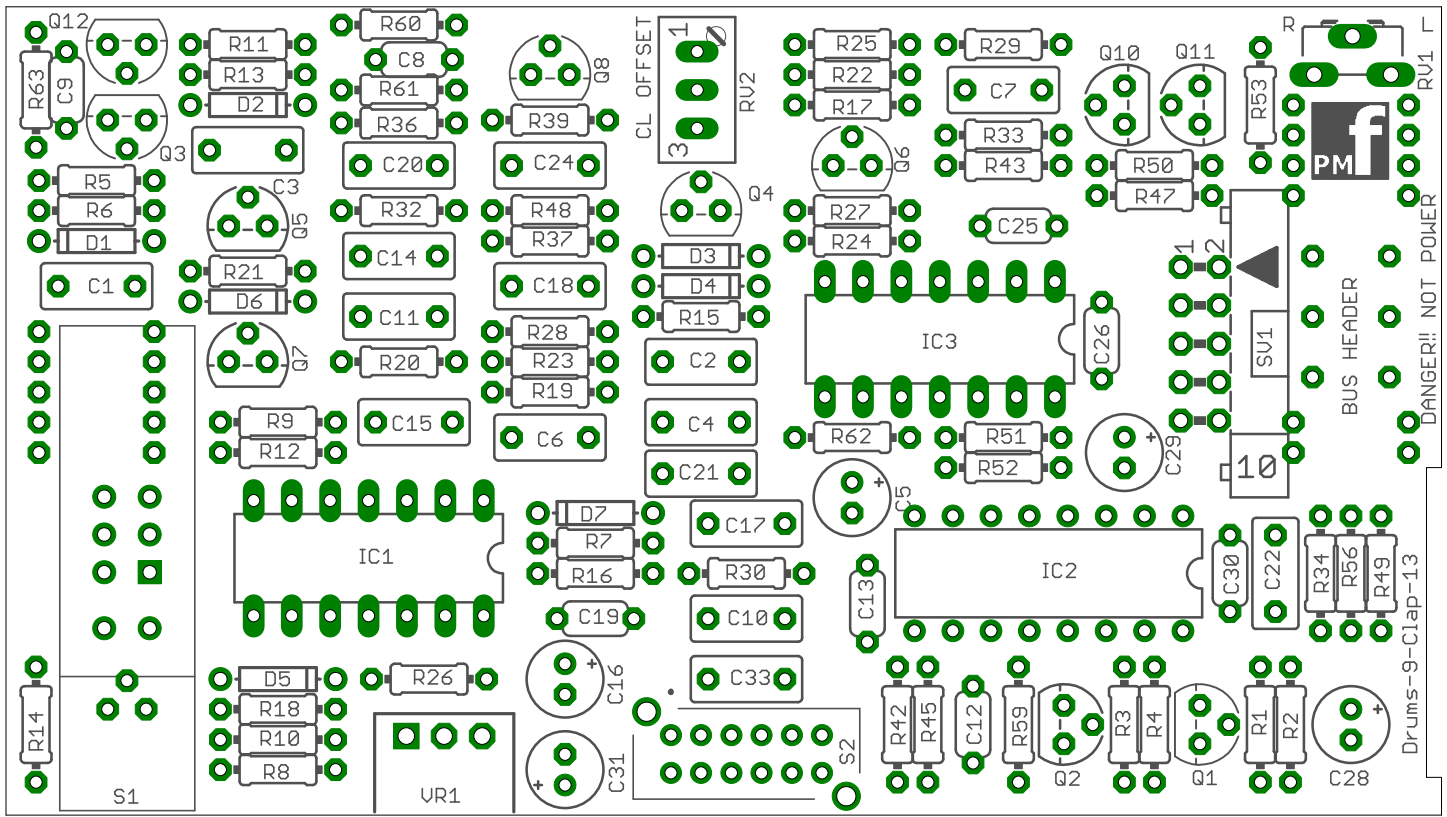 Q12
R11
R60
C8
Q8
CL OFFSET
1
3
RV2
R25
R29
Q10
Q11
R
L
RV1
R63
C9
R13
D2
R61
R36
R39
R22
R17
C7
R53
PMf
Q3
C3
C20
C24
Q6
R33
R43
R50
R47
R5
R6
D1
Q5
R32
R48
R37
Q4
R27
R24
C25
C1
R21
D6
C14
C18
D3
D4
R15
1
2
DANGER!! NOT POWER
BUS HEADER
SV1
10
Q7
C11
R20
R28
R23
R19
C2
IC3
C26
R9
R12
C15
C6
C4
C21
R62
R51
R52
C29
C5
IC1
D7
R7
R16
C19
C17
R30
C10
C13
IC2
C30
C22
R34
R56
R49
Drums-9-Clap-13
R14
S1
D5
R18
R10
R8
R26
VR1
C16
C31
C33
S2
R42
R45
C12
R59
Q2
R3
R4
Q1
R1
R2
C28